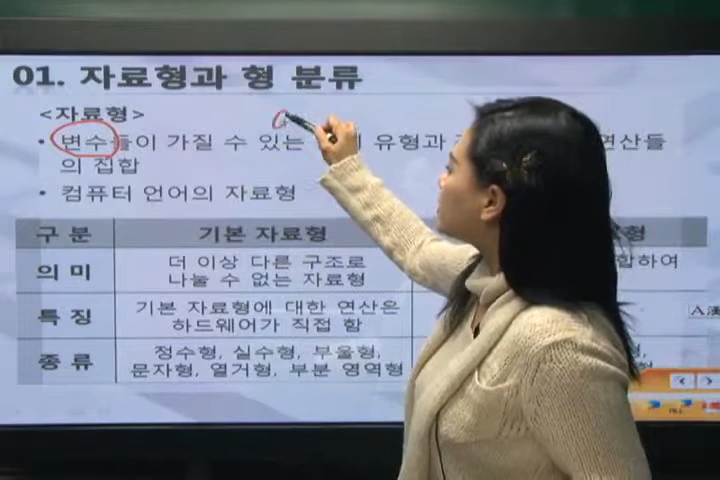 01. 자료형과 형 분류
<자료형>
• 변수들이 가질 수 있는 유형과 연산들
의 집합
• 컴퓨터 언어의 자료형
구 분 기본 자료형 형
의 미 더 이상 다른 구조로 합하여
나눌 수 없는 자료형
특 징 기본 자료형에 대한 연산은
하드웨어가 직접 함
종 류 정수형, 실수형, 부울형,
문자형, 열거형, 부분 영역형
A 漢